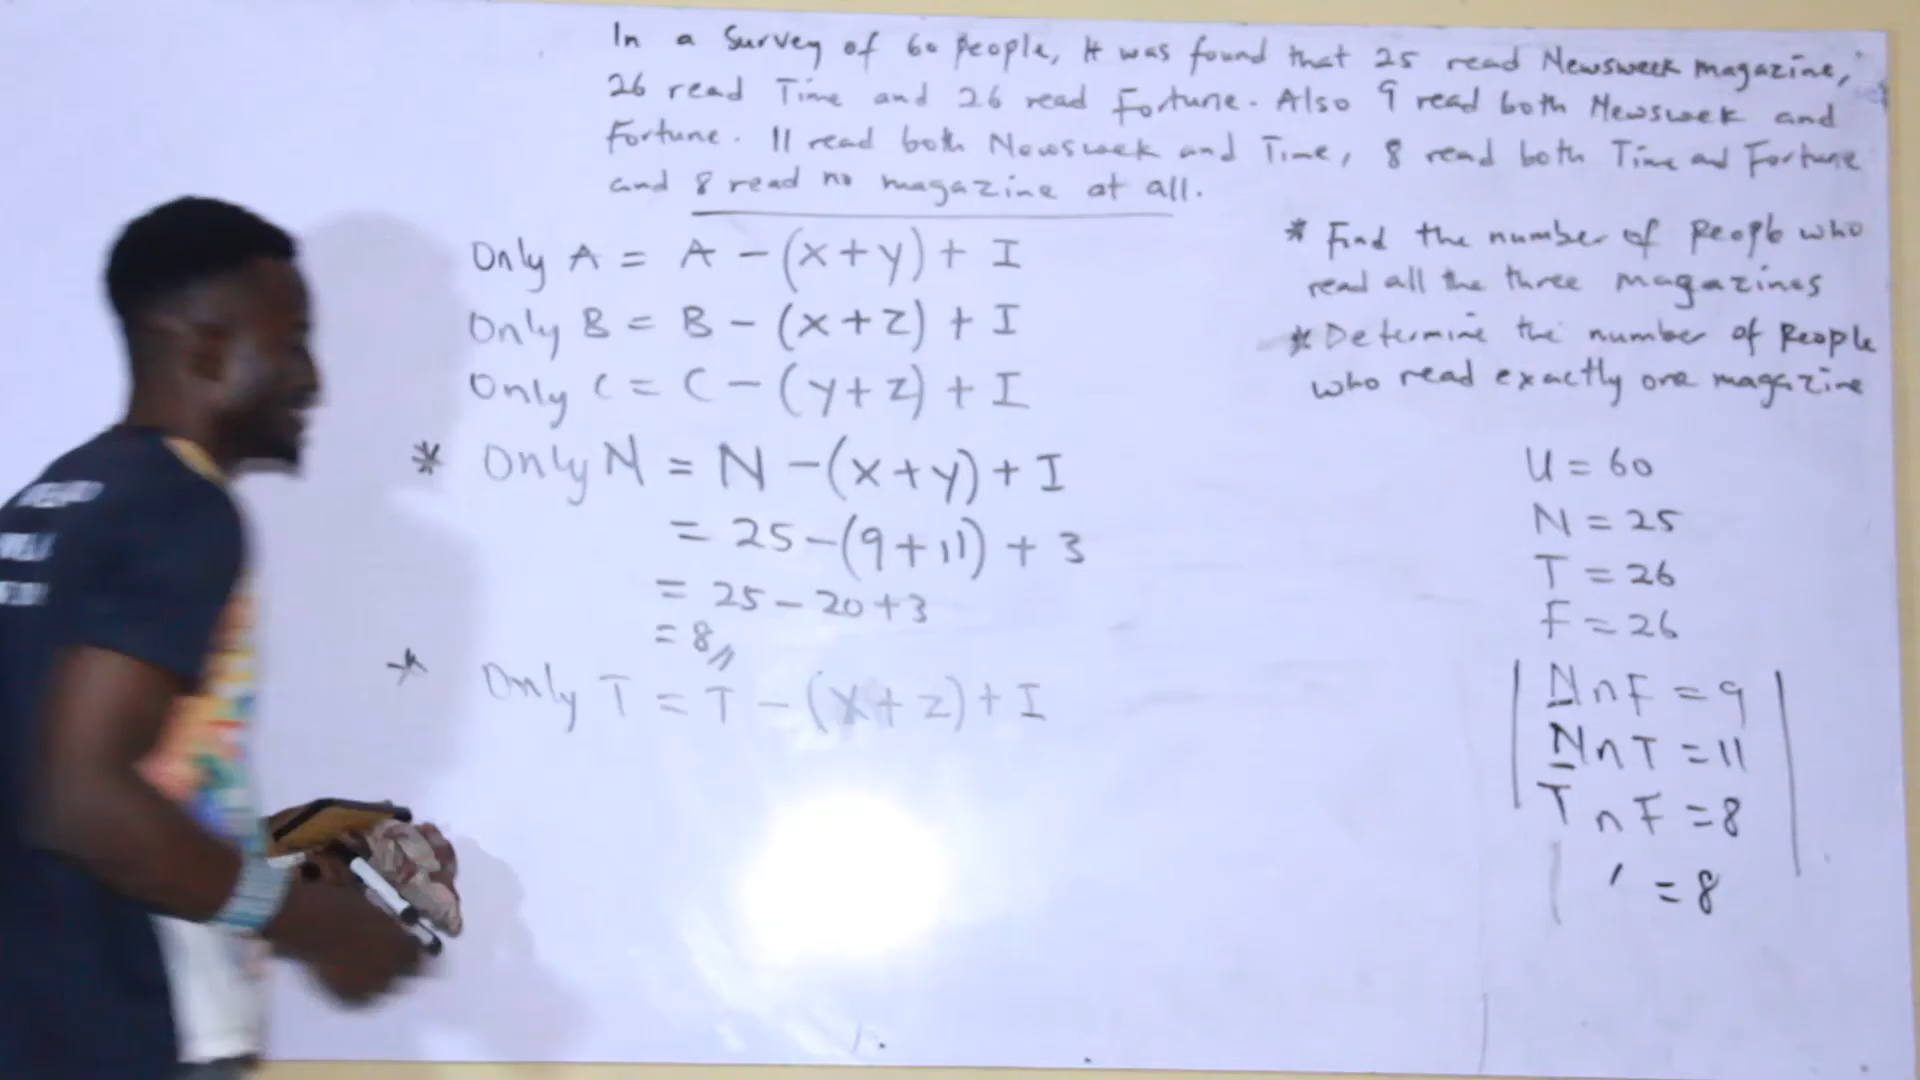 In a Survey of 60 people, it was found that 25 read Newsweek magazine,
26 read Time and 26 read Fortune. Also 9 read both Newsweek and
Fortune. 11 read both Newsweek and Time, 8 read both Time and Fortune
and 8 read no magazine at all.
* Find the number of people who
read all the three magazines
* Determine the number of People
who read exactly one magazine
Only A = A - (x+y) + I
Only B = B - (x+z) + I
Only C = C - (y+z) + I
* Only N = N - (x+y) + I
= 25 - (9+11) + 3
= 25 - 20 + 3
= 8//
* Only T = T - (x+z) + I
U = 60
N = 25
T = 26
F = 26
N n F = 9
N n T = 11
T n F = 8
' = 8